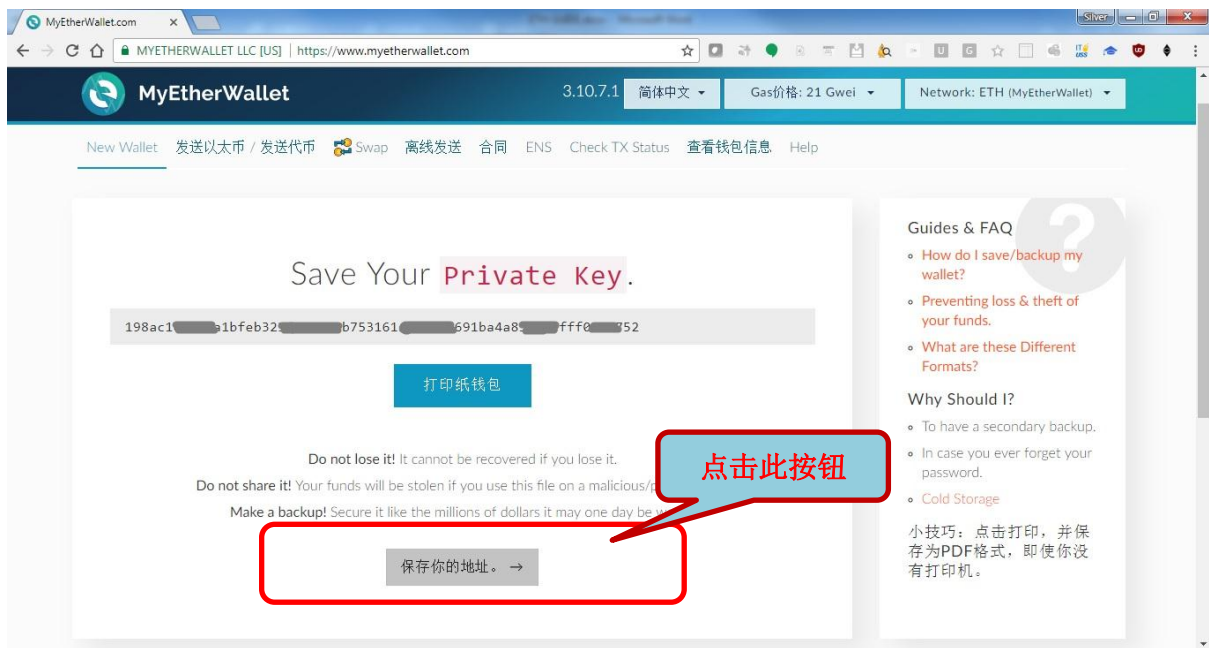 MyEtherWallet.com
Silver
MYETHERWALLET LLC [US] | https://www.myetherwallet.com
MyEtherWallet
3.10.7.1
简体中文
Gas价格: 21 Gwei
Network: ETH (MyEtherWallet)
New Wallet 发送以太币 / 发送代币 Swap 离线发送 合同 ENS Check TX Status 查看钱包信息 Help
Save Your Private Key.
198ac1 a1bfeb32 b753161 691ba4a8 fff0 752
打印纸钱包
Do not lose it! It cannot be recovered if you lose it.
Do not share it! Your funds will be stolen if you use this file on a malicious/p
Make a backup! Secure it like the millions of dollars it may one day be w
点击此按钮
保存你的地址。 →
Guides & FAQ
How do I save/backup my
wallet?
Preventing loss & theft of
your funds.
What are these Different
Formats?
Why Should I?
To have a secondary backup.
In case you ever forget your
password.
Cold Storage
小技巧：点击打印，并保
存为PDF格式，即使你没
有打印机。